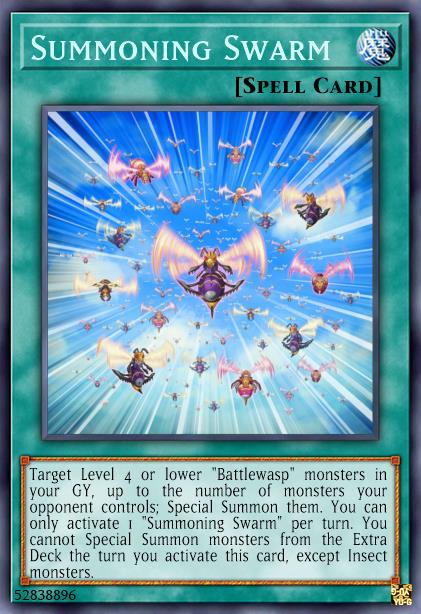 Summoning Swarm
魔
[Spell Card]
Target Level 4 or lower "Battlewasp" monsters in
your GY, up to the number of monsters your
opponent controls; Special Summon them. You can
only activate 1 "Summoning Swarm" per turn. You
cannot Special Summon monsters from the Extra
Deck the turn you activate this card, except Insect
monsters.
52838896